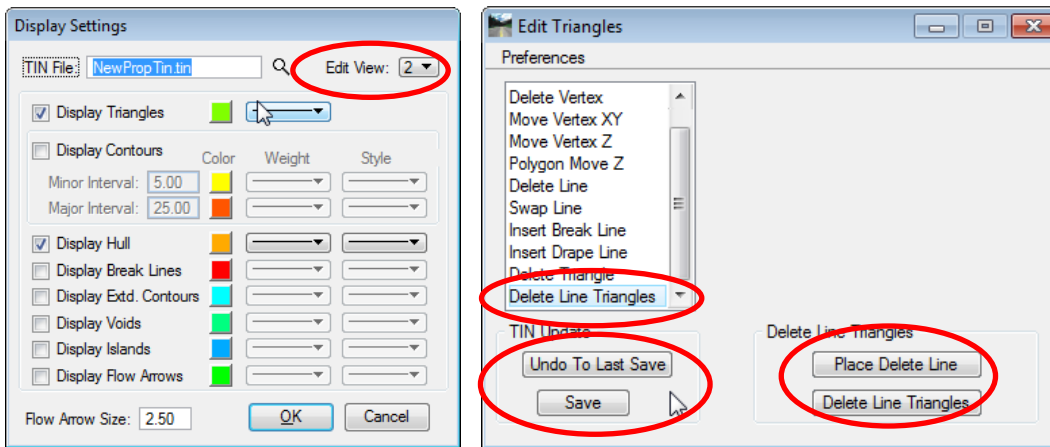 Display Settings
TIN File: NewPropTin.tin Edit View: 2
Display Triangles
Display Contours
Color Weight Style
Minor Interval: 5.00
Major Interval: 25.00
Display Hull
Display Break Lines
Display Extd. Contours
Display Voids
Display Islands
Display Flow Arrows
Flow Arrow Size: 2.50 OK Cancel
Edit Triangles
Preferences
Delete Vertex
Move Vertex XY
Move Vertex Z
Polygon Move Z
Delete Line
Swap Line
Insert Break Line
Insert Drape Line
Delete Triangle
Delete Line Triangles
TIN Update
Undo To Last Save
Save
Delete Line Triangles
Place Delete Line
Delete Line Triangles